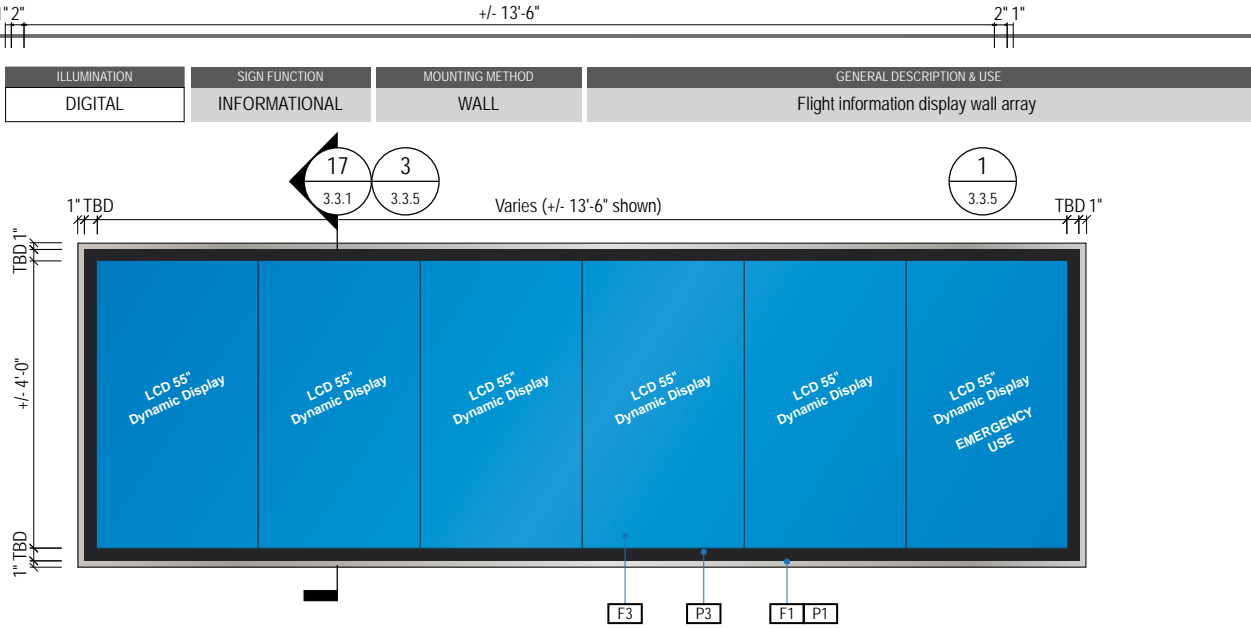 1" 2" +/- 13'-6" 2" 1"
ILLUMINATION SIGN FUNCTION MOUNTING METHOD GENERAL DESCRIPTION & USE
DIGITAL INFORMATIONAL WALL Flight information display wall array
17 3 1
3.3.1 3.3.5 3.3.5
1" TBD Varies (+/- 13'-6" shown) TBD 1"
TBD 1"
+/- 4'-0"
1" TBD
LCD 55"
Dynamic Display
LCD 55"
Dynamic Display
LCD 55"
Dynamic Display
LCD 55"
Dynamic Display
LCD 55"
Dynamic Display
LCD 55"
Dynamic Display
EMERGENCY
USE
F3 P3 F1 P1